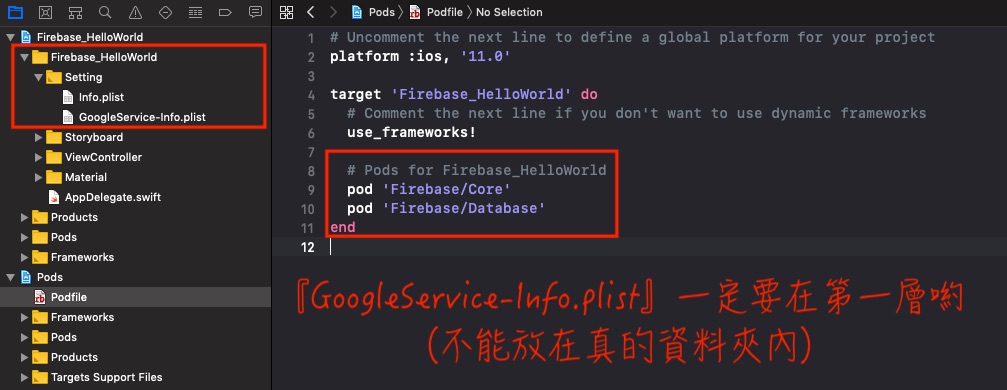 Firebase_HelloWorld
Firebase_HelloWorld
Setting
Info.plist
GoogleService-Info.plist
Storyboard
ViewController
Material
AppDelegate.swift
Products
Pods
Frameworks
Pods
Podfile
Frameworks
Pods
Products
Targets Support Files
Pods 〉 Podfile 〉 No Selection
1 # Uncomment the next line to define a global platform for your project
2 platform :ios, '11.0'
3
4 target 'Firebase_HelloWorld' do
5 # Comment the next line if you don't want to use dynamic frameworks
6 use_frameworks!
7
8 # Pods for Firebase_HelloWorld
9 pod 'Firebase/Core'
10 pod 'Firebase/Database'
11 end
12
『GoogleService-Info.plist』一定要在第一層喲
(不能放在真的資料夾內)